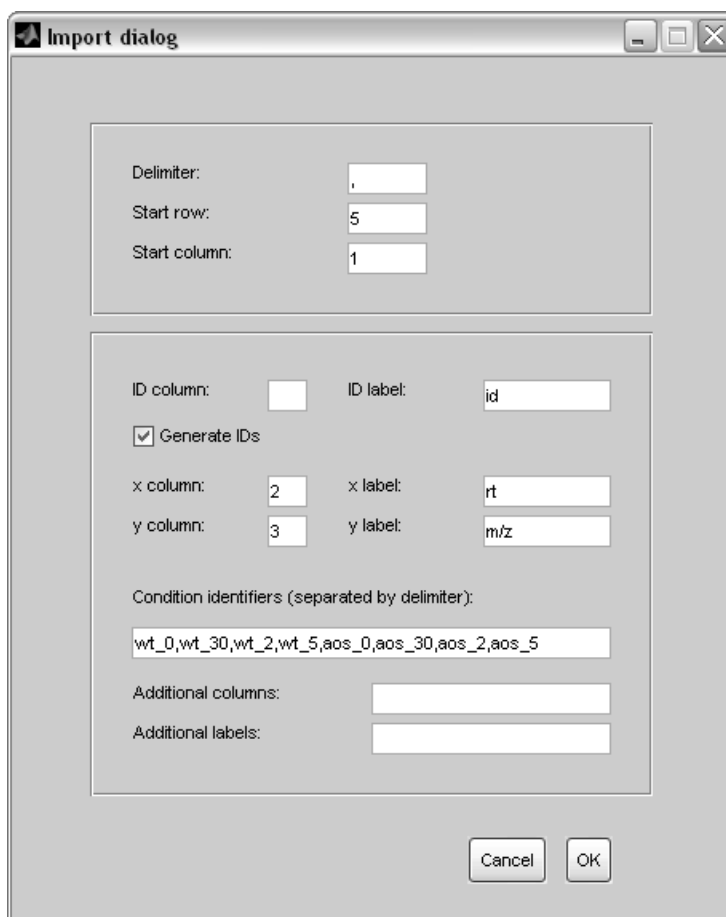 Import dialog
Delimiter: ,
Start row: 5
Start column: 1
ID column: ID label: id
Generate IDs
x column: 2 x label: rt
y column: 3 y label: m/z
Condition identifiers (separated by delimiter):
wt_0,wt_30,wt_2,wt_5,aos_0,aos_30,aos_2,aos_5
Additional columns:
Additional labels:
Cancel OK